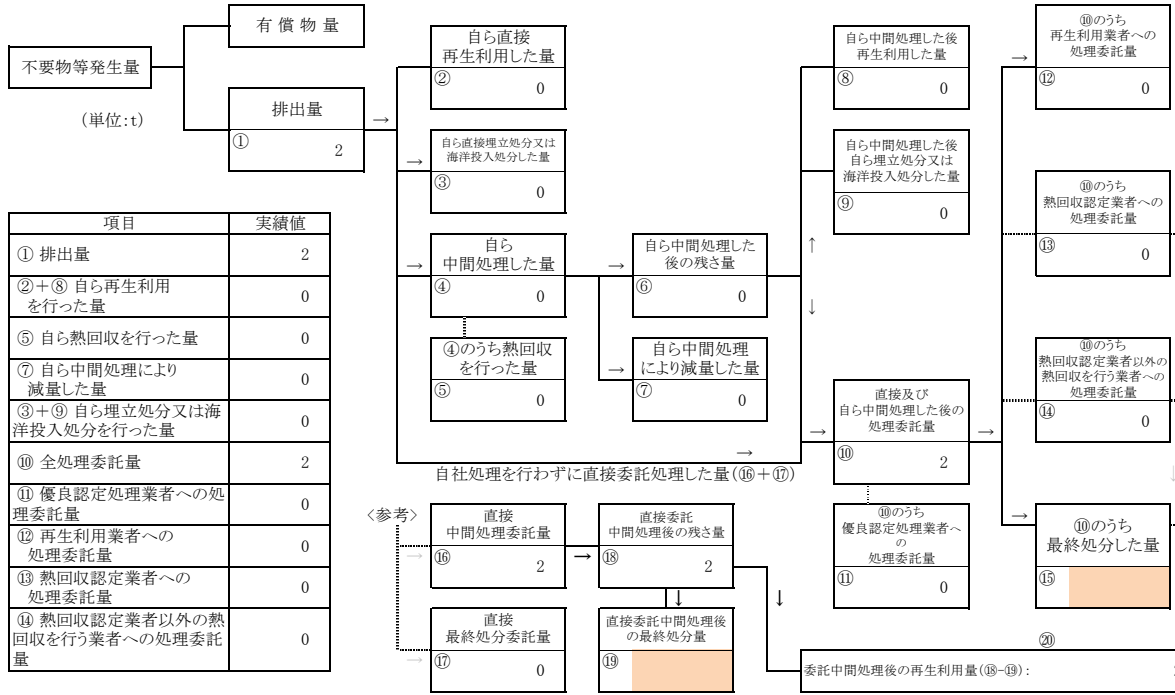 不要物等発生量
有 償 物 量
(単位:t)
排出量
①
2
→
自ら直接
再生利用した量
②
0
→
自ら直接埋立処分又は
海洋投入処分した量
③
0
→
自ら
中間処理した量
④
0
④のうち熱回収
を行った量
⑤
0
→
自ら中間処理した
後の残さ量
⑥
0
→
自ら中間処理
により減量した量
⑦
0
自ら中間処理した後
再生利用した量
⑧
0
自ら中間処理した後
自ら埋立処分又は
海洋投入処分した量
⑨
0
↑
↓
→
自社処理を行わずに直接委託処理した量(⑯+⑰)
→
直接及び
自ら中間処理した後の
処理委託量
⑩
2
→
⑩のうち
優良認定処理業者へ
の
処理委託量
⑪
0
→
⑩のうち
再生利用業者への
処理委託量
⑫
0
⑩のうち
熱回収認定業者への
処理委託量
⑬
0
⑩のうち
熱回収認定業者以外の
熱回収を行う業者への
処理委託量
⑭
0
→
⑩のうち
最終処分した量
⑮
↓
項目 実績値
① 排出量 2
②+⑧ 自ら再生利用
を行った量 0
⑤ 自ら熱回収を行った量 0
⑦ 自ら中間処理により
減量した量 0
③+⑨ 自ら埋立処分又は海
洋投入処分を行った量 0
⑩ 全処理委託量 2
⑪ 優良認定処理業者への処
理委託量 0
⑫ 再生利用業者への
処理委託量 0
⑬ 熱回収認定業者への
処理委託量 0
⑭ 熱回収認定業者以外の熱
回収を行う業者への処理委託
量 0
<参考>
→
直接
中間処理委託量
⑯
2
→
直接委託
中間処理後の残さ量
⑱
2
→
直接
最終処分委託量
⑰
0
↓
直接委託中間処理後
の最終処分量
⑲
↓
⑳
委託中間処理後の再生利用量(⑱-⑲) :